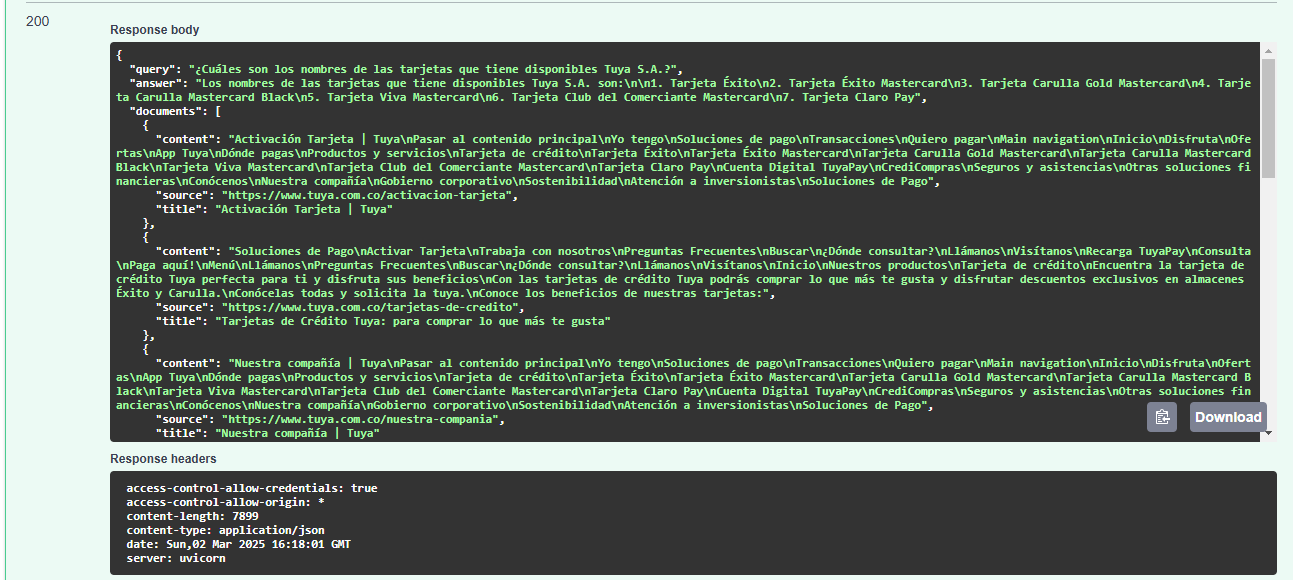 200
Response body
{
"query": "¿Cuáles son los nombres de las tarjetas que tiene disponibles Tuya S.A.?",
"answer": "Los nombres de las tarjetas que tiene disponibles Tuya S.A. son:\n\n1. Tarjeta Éxito\n2. Tarjeta Éxito Mastercard\n3. Tarjeta Carulla Gold Mastercard\n4. Tarje
ta Carulla Mastercard Black\n5. Tarjeta Viva Mastercard\n6. Tarjeta Club del Comerciante Mastercard\n7. Tarjeta Claro Pay",
"documents": [
{
"content": "Activación Tarjeta | Tuya\nPasar al contenido principal\nYo tengo\nSoluciones de pago\nTransacciones\nQuiero pagar\nMain navigation\nInicio\nDisfruta\nOfe
rtas\nApp Tuya\nDónde pagas\nProductos y servicios\nTarjeta de crédito\nTarjeta Éxito\nTarjeta Éxito Mastercard\nTarjeta Carulla Gold Mastercard\nTarjeta Carulla Mastercard
Black\nTarjeta Viva Mastercard\nTarjeta Club del Comerciante Mastercard\nTarjeta Claro Pay\nCuenta Digital TuyaPay\nCrediCompras\nSeguros y asistencias\nOtras soluciones fi
nancieras\nConócenos\nNuestra compañía\nGobierno corporativo\nSostenibilidad\nAtención a inversionistas\nSoluciones de Pago",
"source": "https://www.tuya.com.co/activacion-tarjeta",
"title": "Activación Tarjeta | Tuya"
},
{
"content": "Soluciones de Pago\nActivar Tarjeta\nTrabaja con nosotros\nPreguntas Frecuentes\nBuscar\n¿Dónde consultar?\nLlámanos\nVisítanos\nRecarga TuyaPay\nConsulta
\nPaga aquí!\nMenú\nLlámanos\nPreguntas Frecuentes\nBuscar\n¿Dónde consultar?\nLlámanos\nVisítanos\nInicio\nNuestros productos\nTarjeta de crédito\nEncuentra la tarjeta de
crédito Tuya perfecta para ti y disfruta sus beneficios\nCon las tarjetas de crédito Tuya podrás comprar lo que más te gusta y disfrutar descuentos exclusivos en almacenes
Éxito y Carulla.\nConócelas todas y solicita la tuya.\nConoce los beneficios de nuestras tarjetas:",
"source": "https://www.tuya.com.co/tarjetas-de-credito",
"title": "Tarjetas de Crédito Tuya: para comprar lo que más te gusta"
},
{
"content": "Nuestra compañía | Tuya\nPasar al contenido principal\nYo tengo\nSoluciones de pago\nTransacciones\nQuiero pagar\nMain navigation\nInicio\nDisfruta\nOfert
as\nApp Tuya\nDónde pagas\nProductos y servicios\nTarjeta de crédito\nTarjeta Éxito\nTarjeta Éxito Mastercard\nTarjeta Carulla Gold Mastercard\nTarjeta Carulla Mastercard B
lack\nTarjeta Viva Mastercard\nTarjeta Club del Comerciante Mastercard\nTarjeta Claro Pay\nCuenta Digital TuyaPay\nCrediCompras\nSeguros y asistencias\nOtras soluciones fin
ancieras\nConócenos\nNuestra compañía\nGobierno corporativo\nSostenibilidad\nAtención a inversionistas\nSoluciones de Pago",
"source": "https://www.tuya.com.co/nuestra-compania",
"title": "Nuestra compañía | Tuya"
Download
Response headers
access-control-allow-credentials: true
access-control-allow-origin: *
content-length: 7899
content-type: application/json
date: Sun,02 Mar 2025 16:18:01 GMT
server: uvicorn